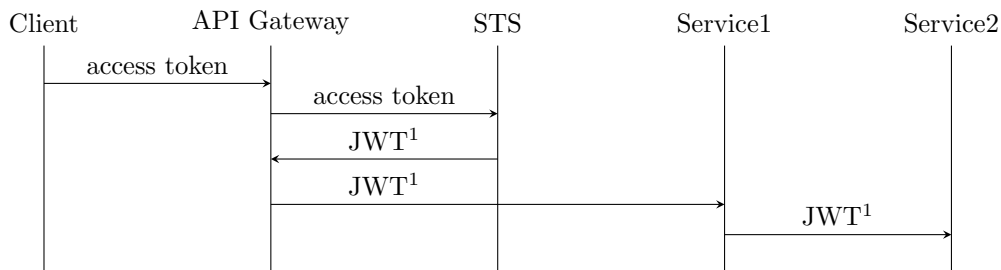 Client API Gateway STS Service1 Service2
access token
access token
JWT¹
JWT¹
JWT¹